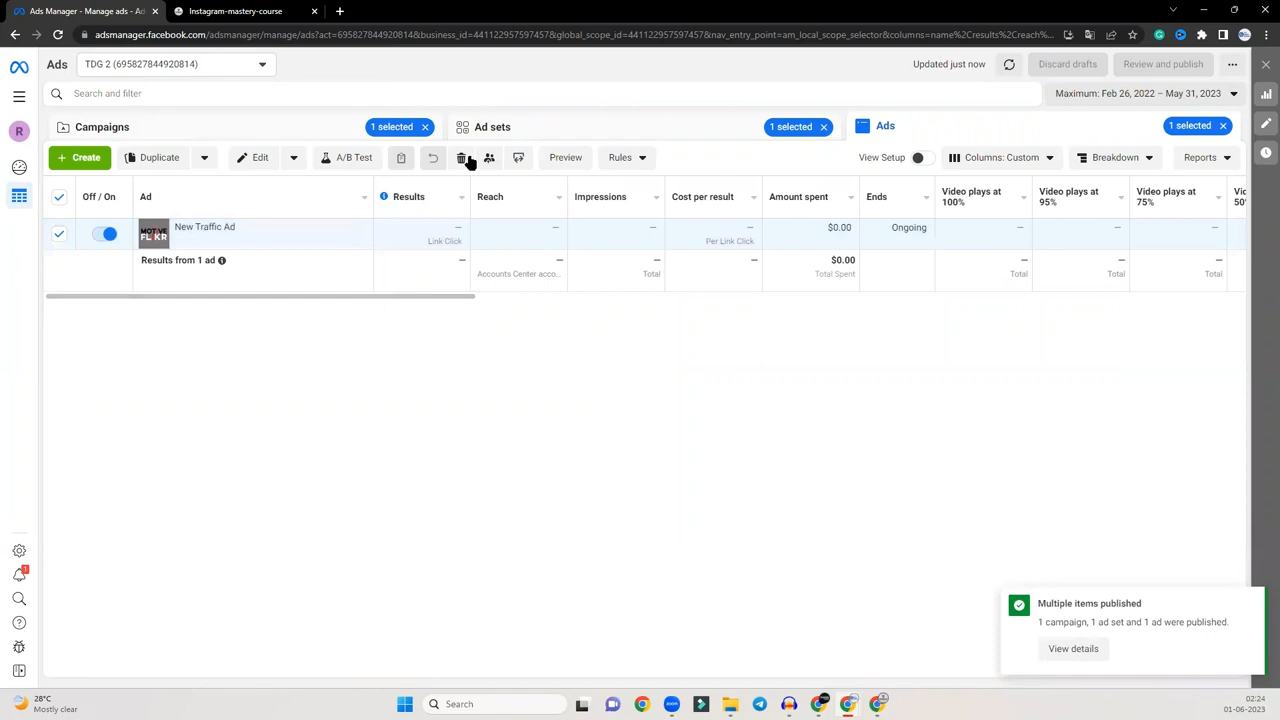 Ads Manager - Manage ads - Ad
Instagram-mastery-course
adsmanager.facebook.com/adsmanager/manage/ads?act=695827844920814&business_id=441122597597457&global_scope_id=441122597597457&nav_entry_point=am_local_scope_selector&columns=name%2Cresults%2Creach...
Ads
TDG 2 (695827844920814)
Updated just now
Discard drafts
Review and publish
Search and filter
Maximum: Feb 26, 2022 – May 31, 2023
Campaigns
1 selected
Ad sets
1 selected
Ads
1 selected
+ Create
Duplicate
Edit
A/B Test
Preview
Rules
View Setup
Columns: Custom
Breakdown
Reports
R
Off / On
Ad
Results
Reach
Impressions
Cost per result
Amount spent
Ends
Video plays at 100%
Video plays at 95%
Video plays at 75%
50%
New Traffic Ad
—
Link Click
—
—
—
Per Link Click
$0.00
Ongoing
—
—
—
Results from 1 ad
—
—
Accounts Center acco...
—
Total
—
$0.00
Total Spent
—
Total
—
Total
—
Total
Multiple items published
1 campaign, 1 ad set and 1 ad were published.
View details
1
28°C
Mostly clear
Search
02:24
01-06-2023